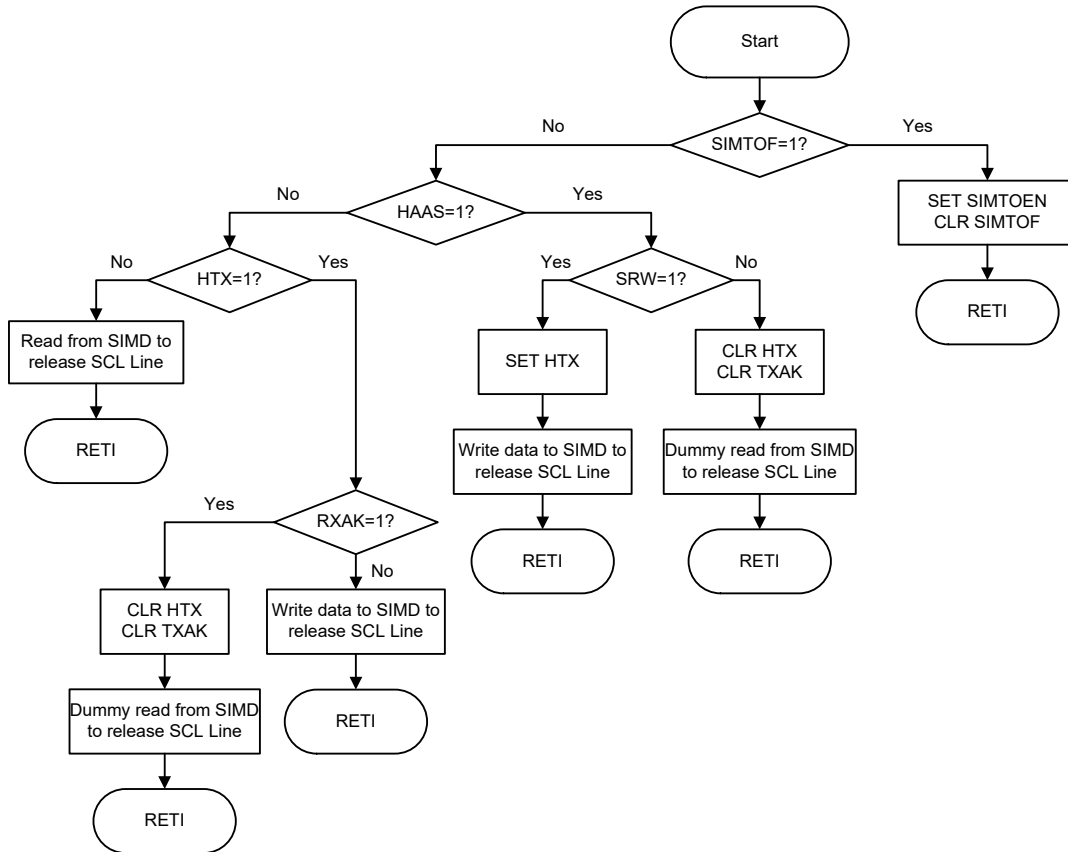 Start
No
SIMTOF=1?
Yes
SET SIMTOEN
CLR SIMTOF
RETI
No
HAAS=1?
Yes
No
HTX=1?
Yes
Yes
SRW=1?
No
Read from SIMD to
release SCL Line
RETI
SET HTX
CLR HTX
CLR TXAK
Write data to SIMD to
release SCL Line
Dummy read from SIMD
to release SCL Line
RETI
RETI
Yes
RXAK=1?
No
CLR HTX
CLR TXAK
Write data to SIMD to
release SCL Line
Dummy read from SIMD
to release SCL Line
RETI
RETI